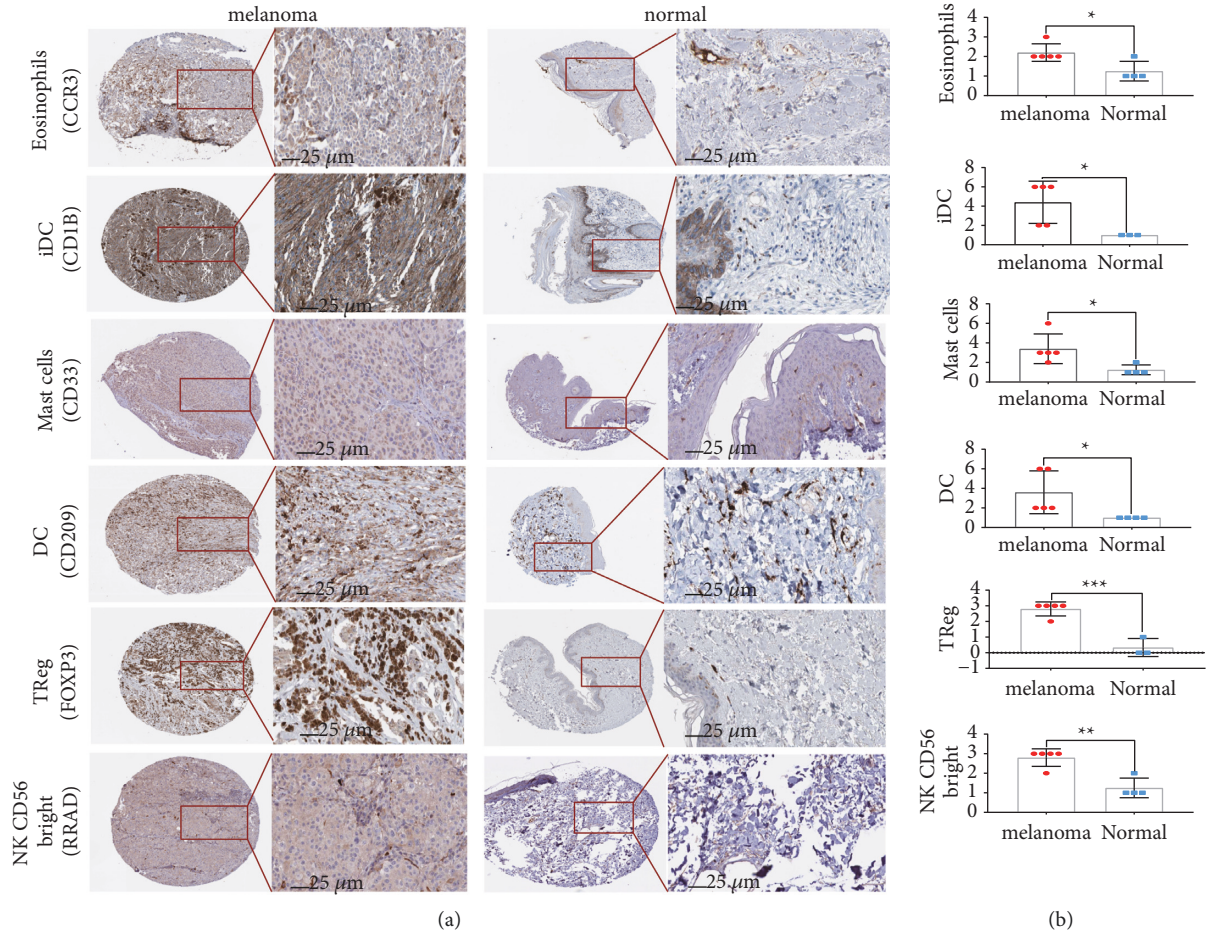 melanoma
normal
Eosinophils
(CCR3)
25 μm
25 μm
iDC
(CD1B)
25 μm
25 μm
Mast cells
(CD33)
25 μm
25 μm
DC
(CD209)
25 μm
25 μm
TReg
(FOXP3)
25 μm
25 μm
NK CD56
bright
(RRAD)
25 μm
25 μm
(a)
Eosinophils
5
4
3
2
1
0
*
melanoma Normal
iDC
8
6
4
2
0
*
melanoma Normal
Mast cells
8
6
4
2
0
*
melanoma Normal
DC
8
6
4
2
0
*
melanoma Normal
TReg
4
3
2
1
0
−1
***
melanoma Normal
NK CD56
bright
4
3
2
1
0
**
melanoma Normal
(b)